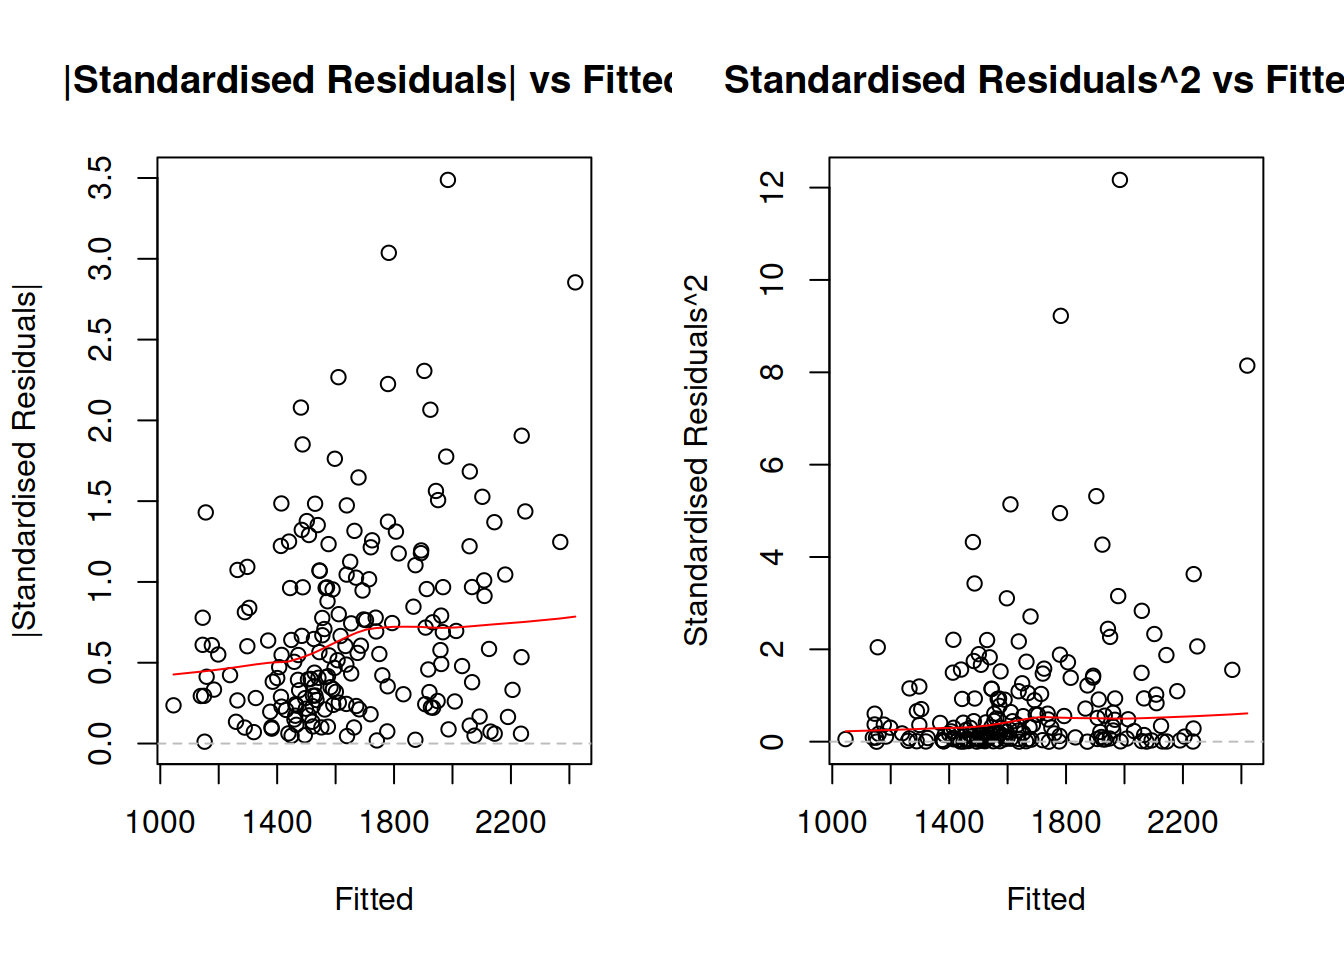 |Standardised Residuals| vs Fitted
|Standardised Residuals|
3.5
3.0
2.5
2.0
1.5
1.0
0.5
0.0
1000 1400 1800 2200
Fitted
Standardised Residuals^2 vs Fitte
Standardised Residuals^2
12
10
8
6
4
2
0
1000 1400 1800 2200
Fitted